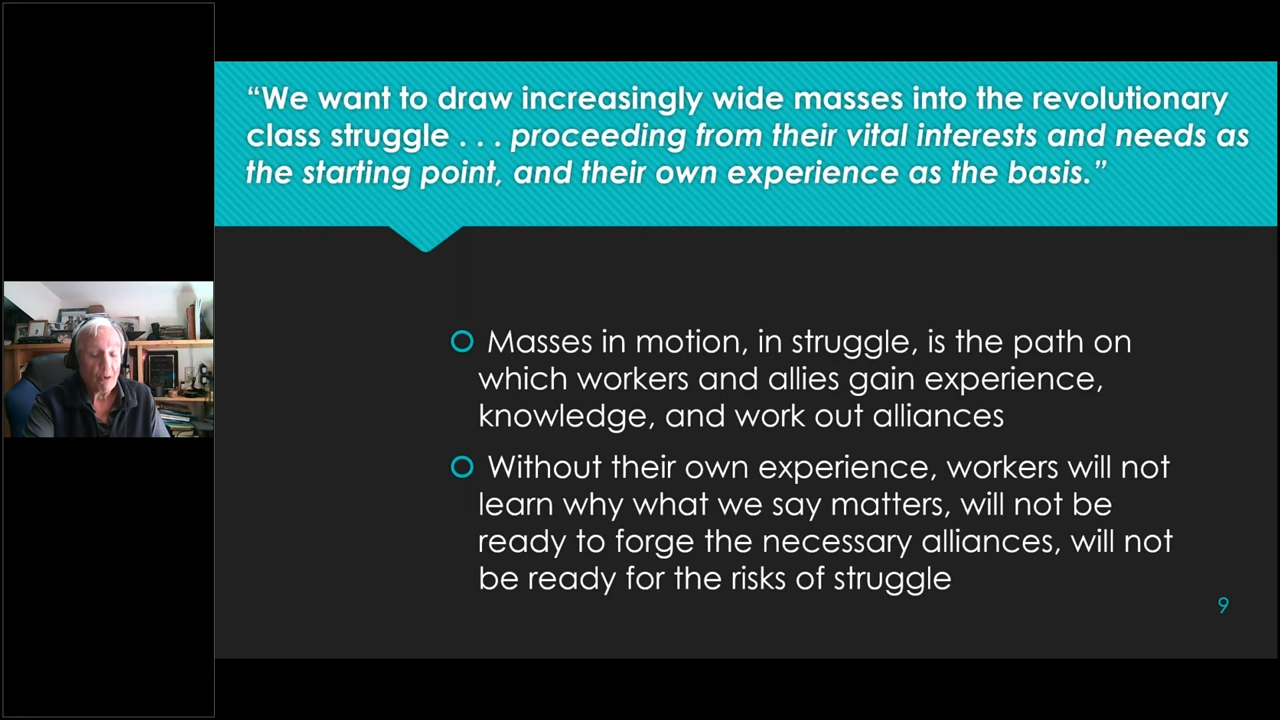 “We want to draw increasingly wide masses into the revolutionary
class struggle . . . proceeding from their vital interests and needs as
the starting point, and their own experience as the basis.”
Masses in motion, in struggle, is the path on
which workers and allies gain experience,
knowledge, and work out alliances
Without their own experience, workers will not
learn why what we say matters, will not be
ready to forge the necessary alliances, will not
be ready for the risks of struggle
9